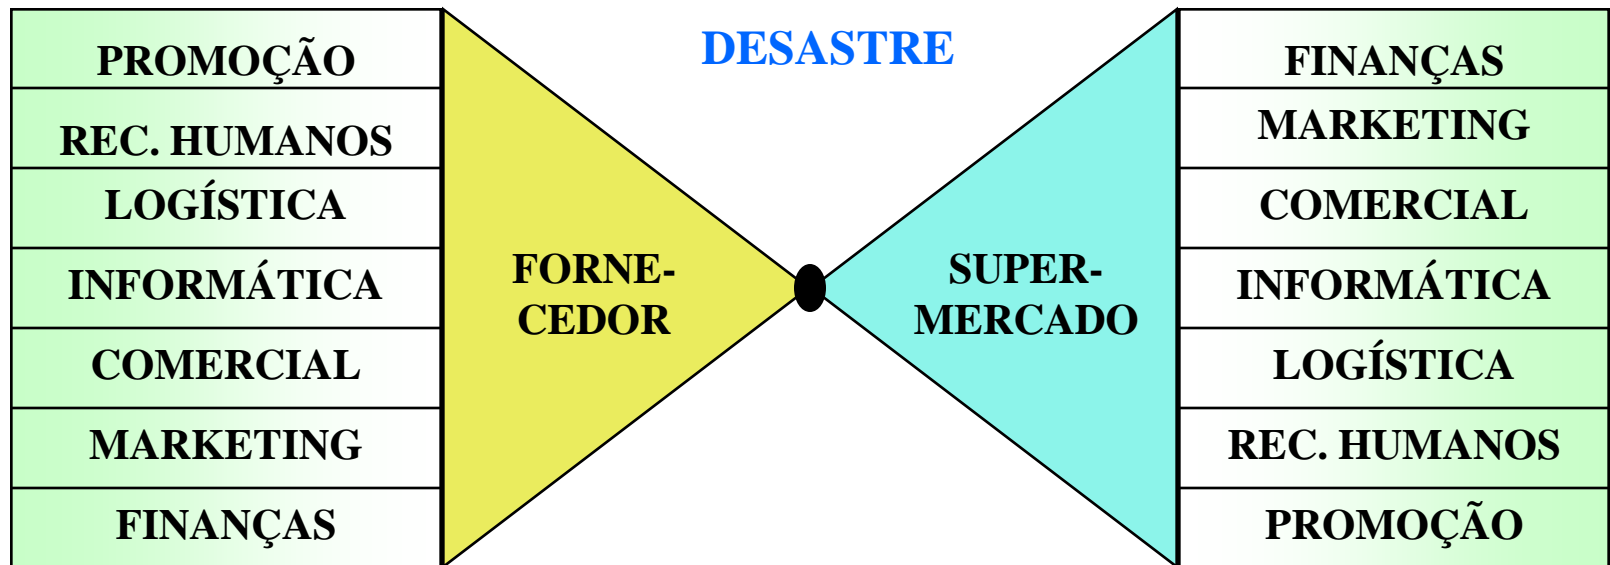 DESASTRE
PROMOÇÃO
REC. HUMANOS
LOGÍSTICA
INFORMÁTICA
COMERCIAL
MARKETING
FINANÇAS
FORNE-
CEDOR
SUPER-
MERCADO
FINANÇAS
MARKETING
COMERCIAL
INFORMÁTICA
LOGÍSTICA
REC. HUMANOS
PROMOÇÃO